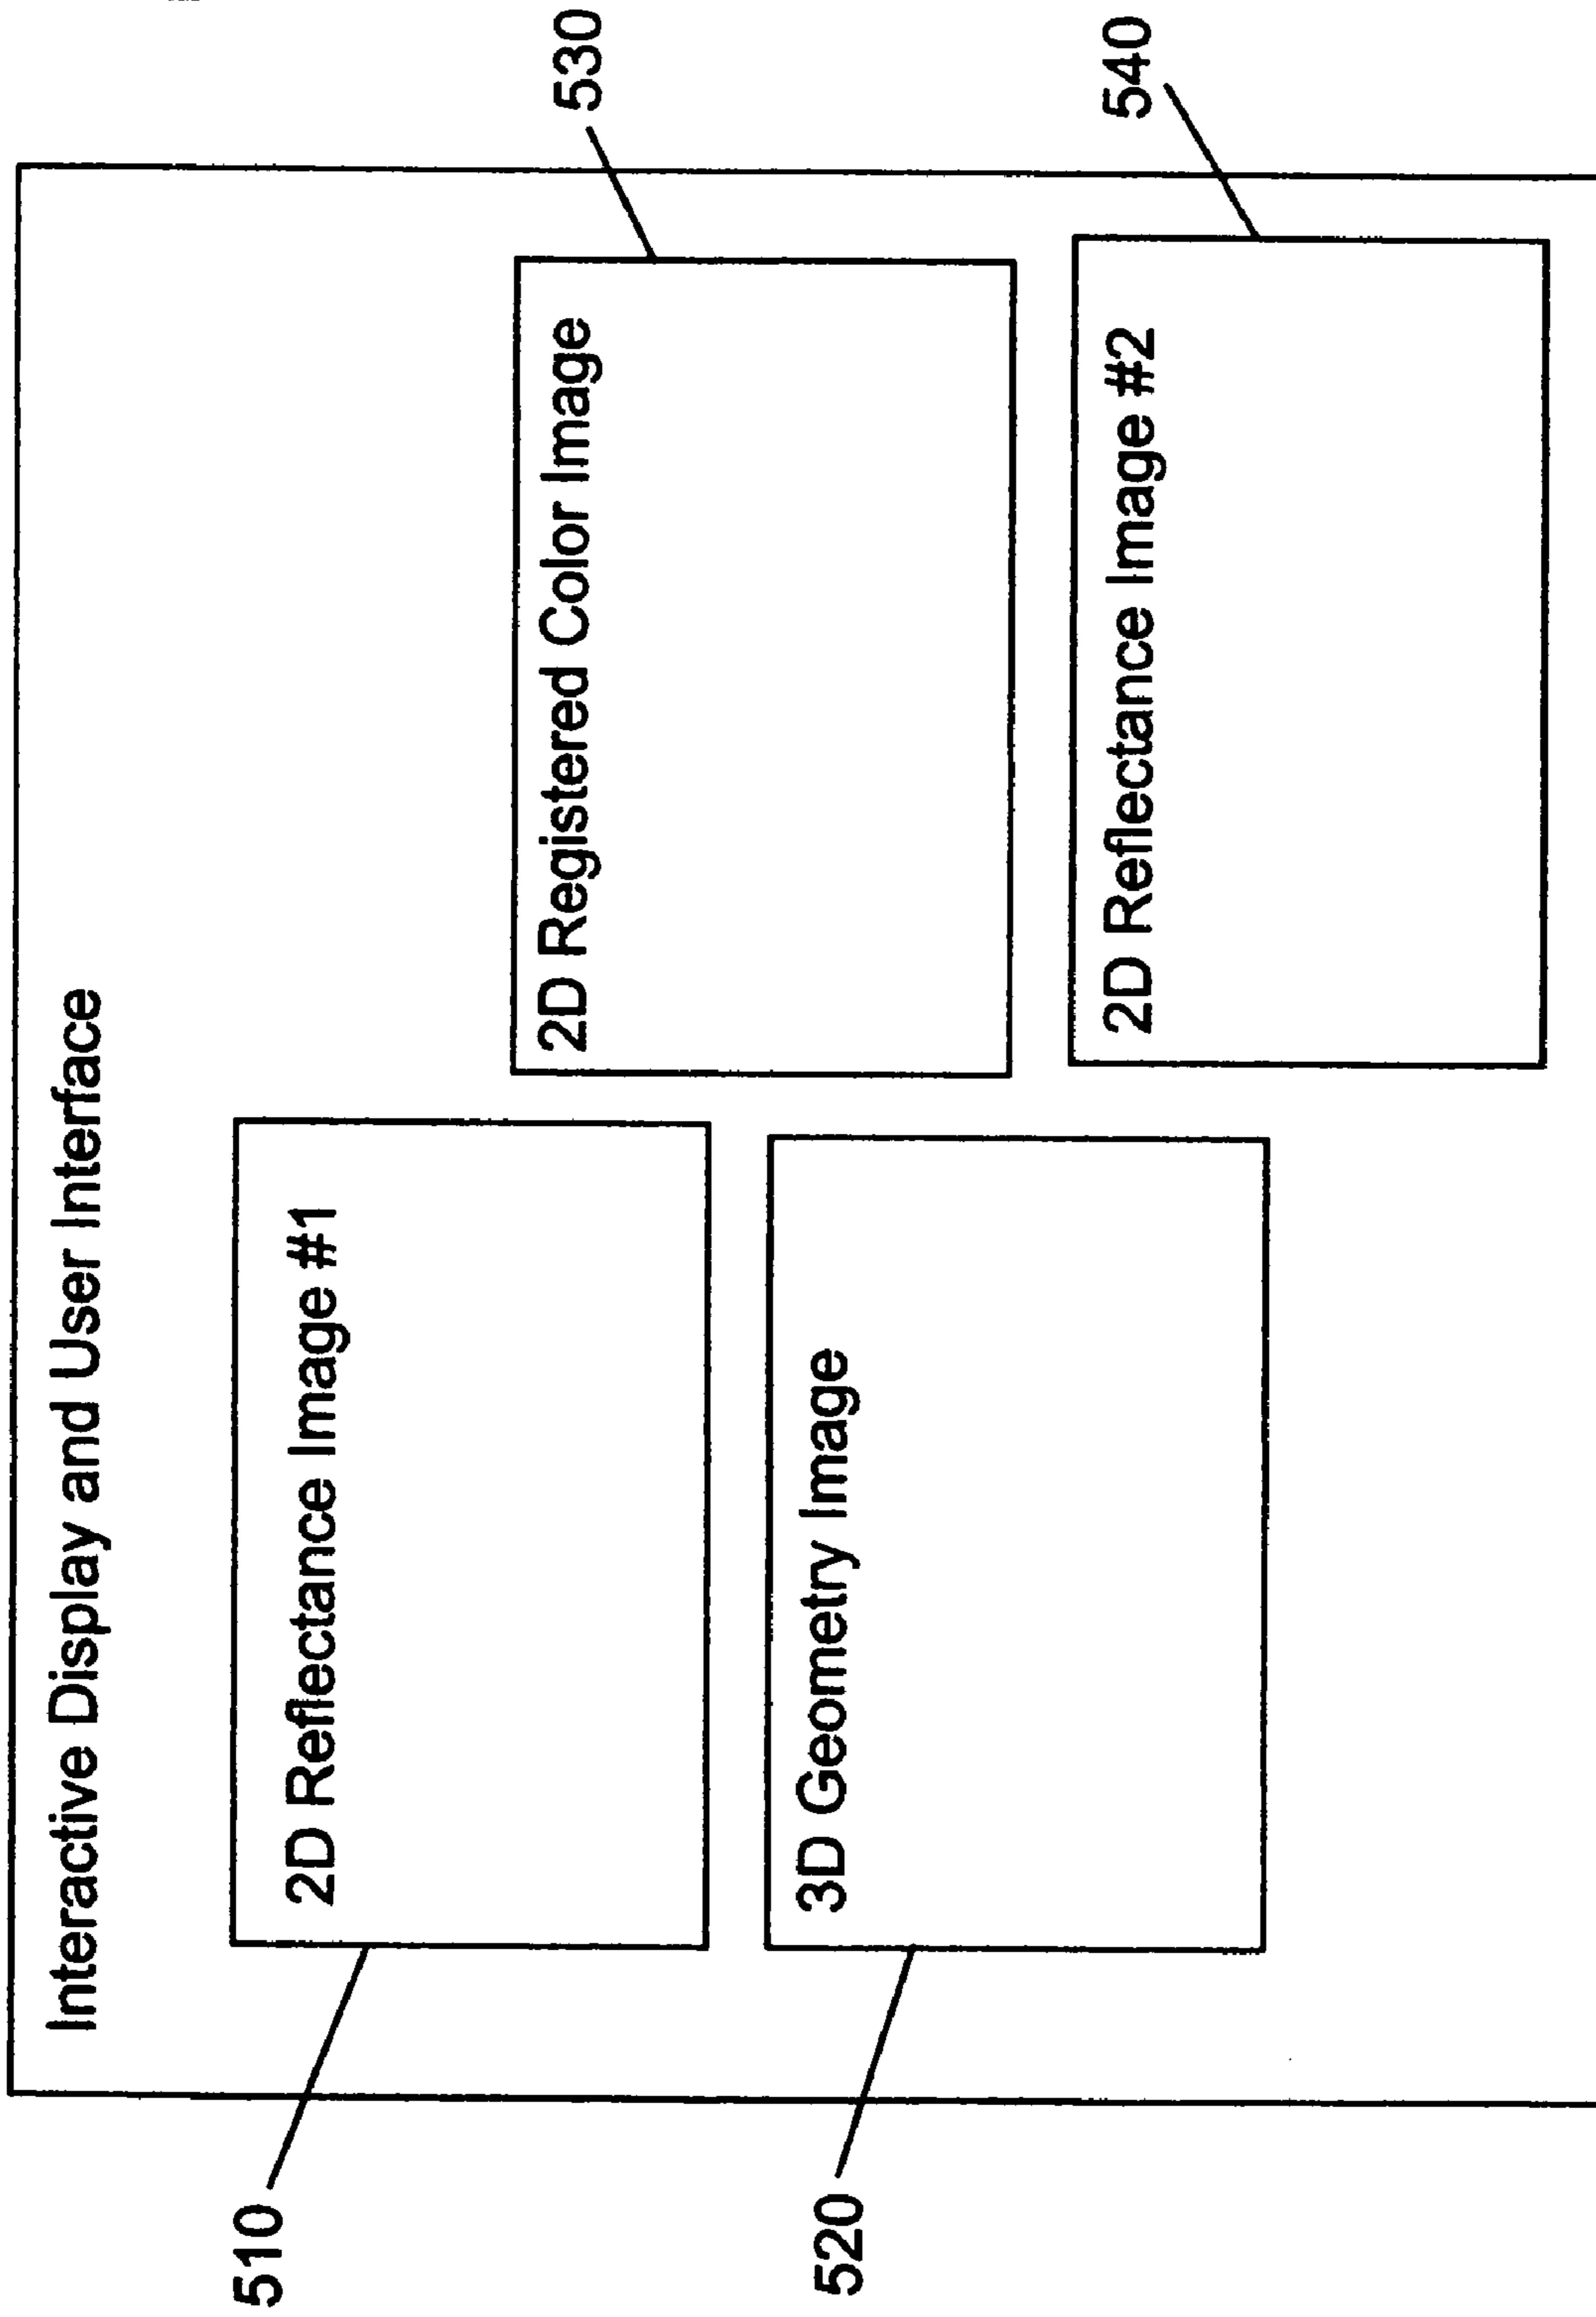 Interactive Display and User Interface
510
2D Reflectance Image #1
530
2D Registered Color Image
520
3D Geometry Image
540
2D Reflectance Image #2